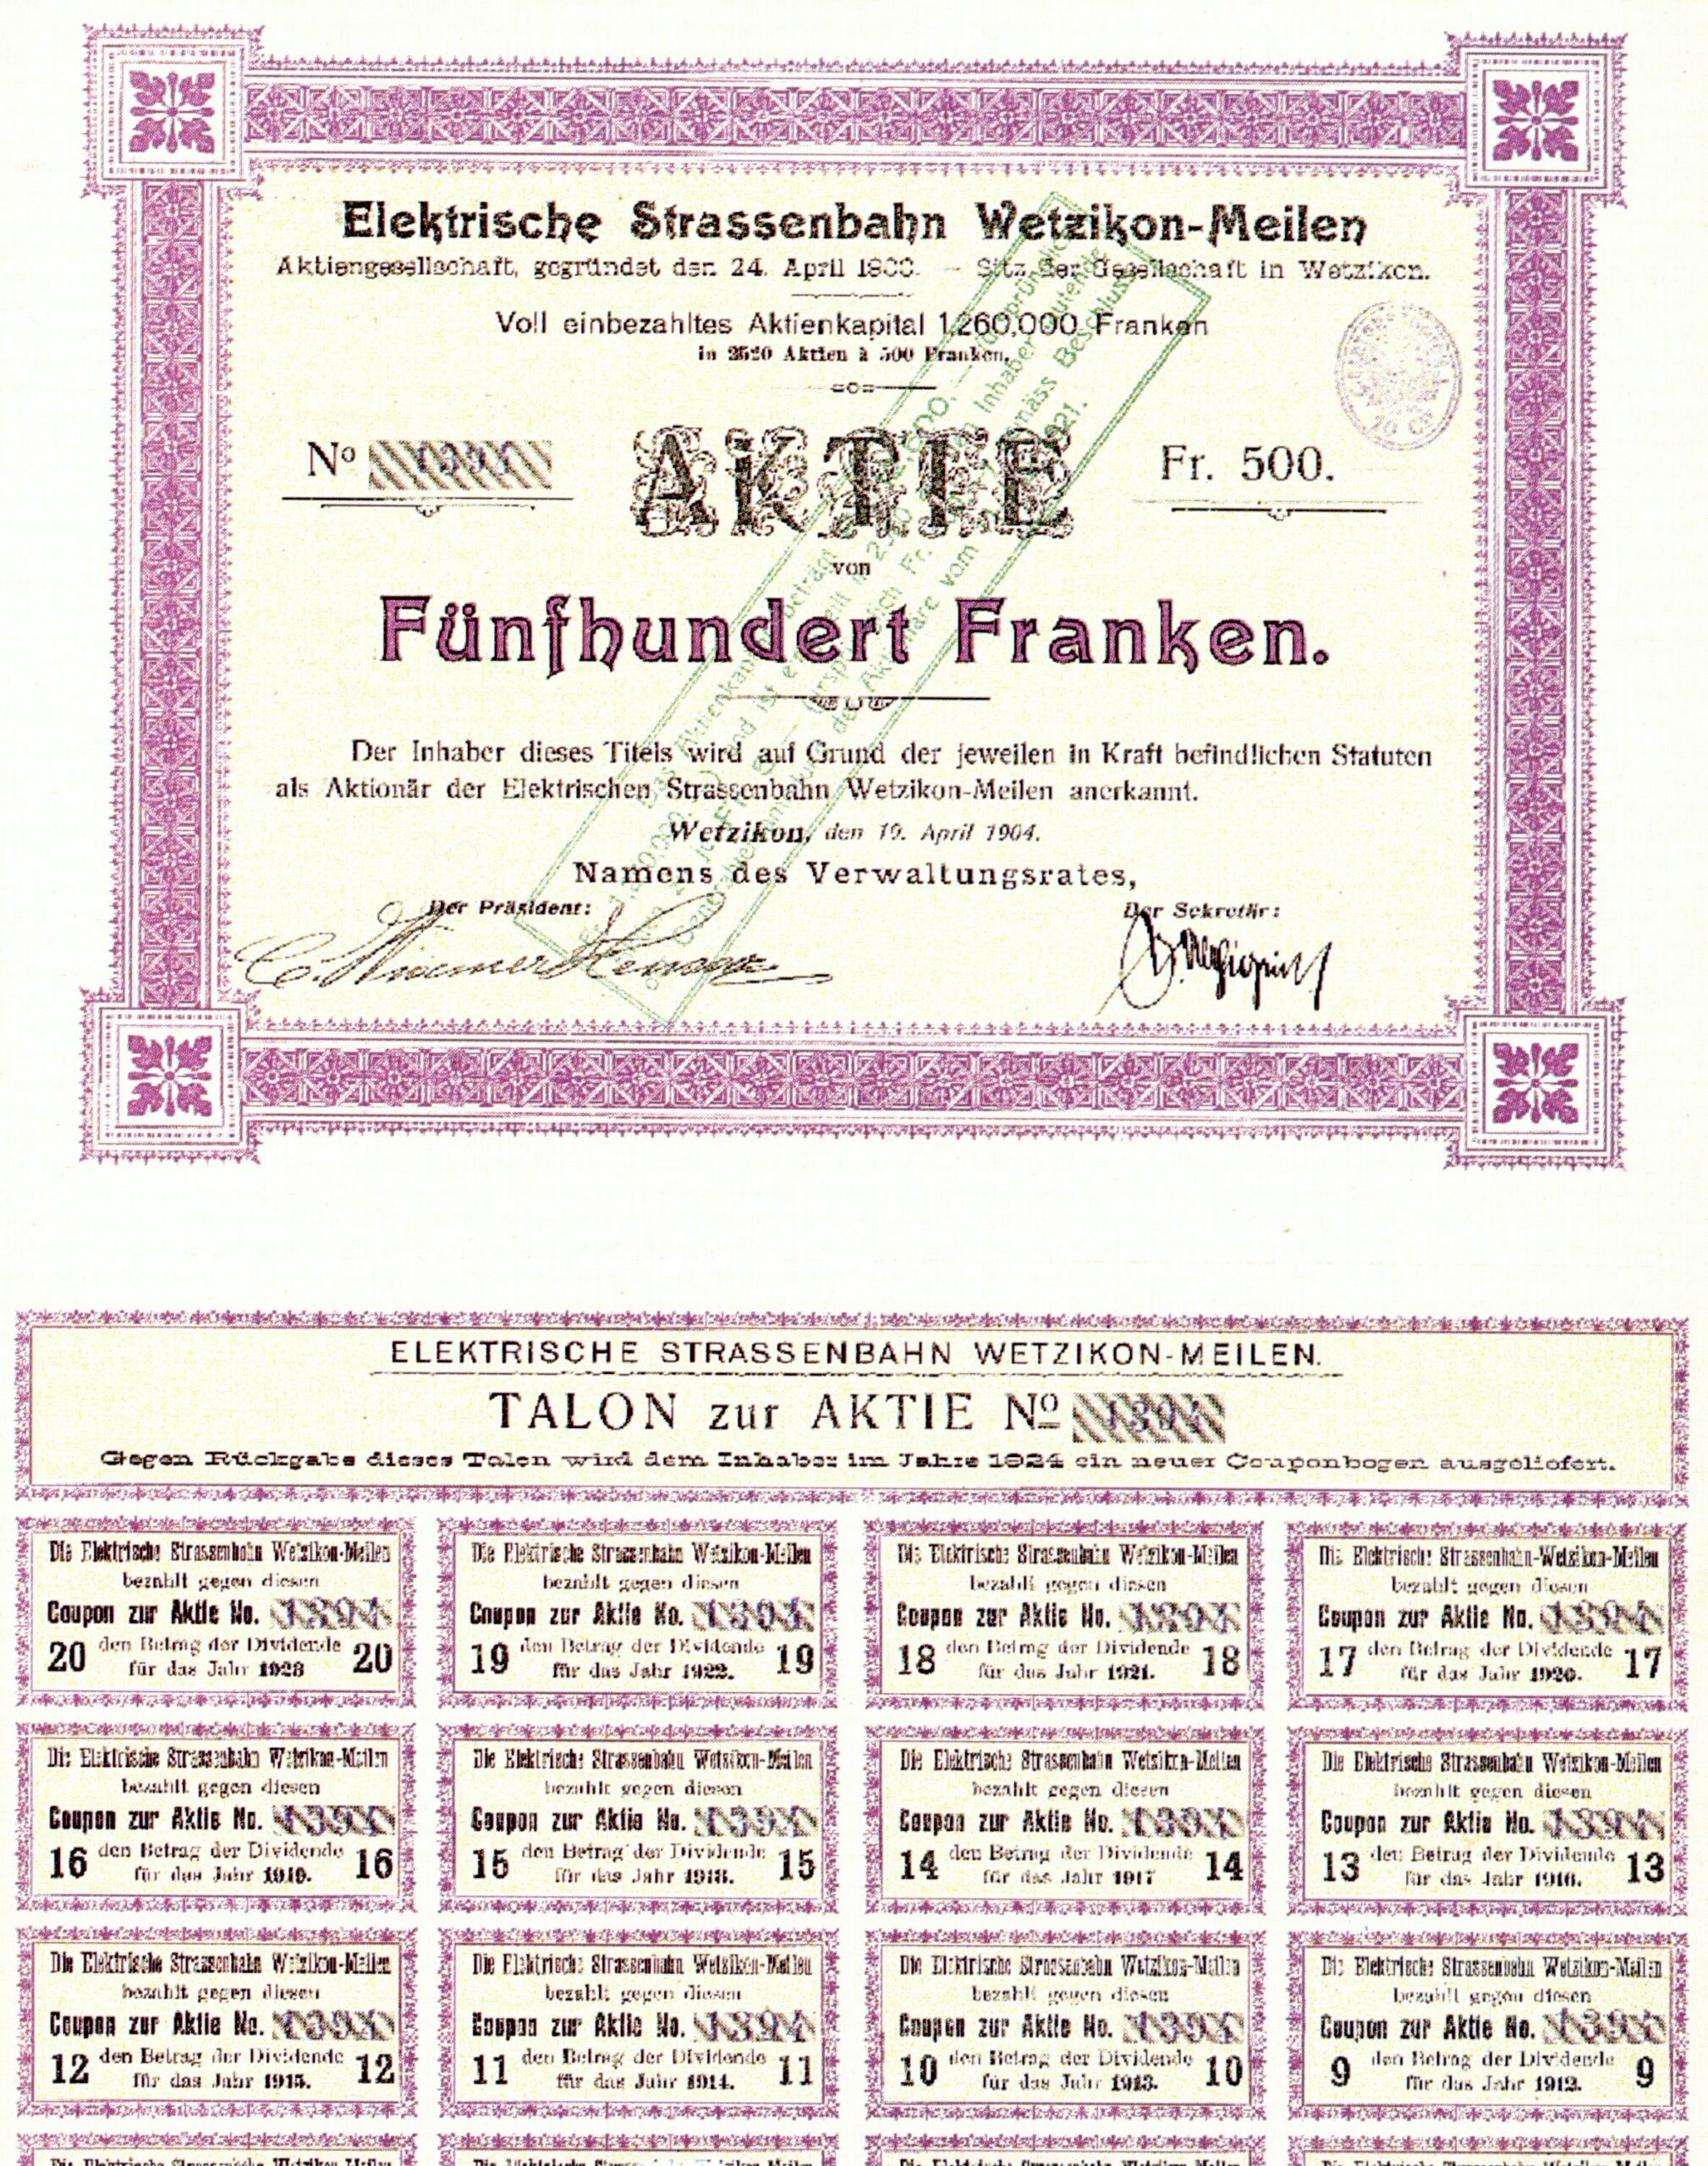 Elektrische Strassenbahn Wetzikon-Meilen
Aktiengesellschaft, gegründet den 24. April — Sitz der Gesellschaft in Wetzikon.
Voll einbezahltes Aktienkapital 1,260,000 Franken
in 2520 Aktien à 500 Franken.
No
AKTIE
Fr. 500.
von
Fünfhundert Franken.
Der Inhaber dieses Titels wird auf Grund der jeweilen in Kraft befindlichen Statuten
als Aktionär der Elektrischen Strassenbahn Wetzikon-Meilen anerkannt.
Wetzikon, den 19. April 1904.
Namens des Verwaltungsrates,
Der Präsident:
Der Sekretär:
ELEKTRISCHE STRASSENBAHN WETZIKON-MEILEN.
TALON zur AKTIE No 1394
Gegen Rückgabe dieses Talon wird dem Inhaber im Jahre 1924 ein neuer Couponbogen ausgeliefert.
Die Elektrische Strassenbahn Wetzikon-Meilen
bezahlt gegen diesen
Coupon zur Aktie No. 1394
20 den Betrag der Dividende 20
für das Jahr 1923
Die Elektrische Strassenbahn Wetzikon-Meilen
bezahlt gegen diesen
Coupon zur Aktie No. 1394
19 den Betrag der Dividende 19
für das Jahr 1922.
Die Elektrische Strassenbahn Wetzikon-Meilen
bezahlt gegen diesen
Coupon zur Aktie No. 1394
18 den Betrag der Dividende 18
für das Jahr 1921.
Die Elektrische Strassenbahn-Wetzikon-Meilen
bezahlt gegen diesen
Coupon zur Aktie No. 1394
17 den Betrag der Dividende 17
für das Jahr 1920.
Die Elektrische Strassenbahn Wetzikon-Meilen
bezahlt gegen diesen
Coupon zur Aktie No. 1394
16 den Betrag der Dividende 16
für das Jahr 1919.
Die Elektrische Strassenbahn Wetzikon-Meilen
bezahlt gegen diesen
Coupon zur Aktie No. 1394
15 den Betrag der Dividende 15
für das Jahr 1918.
Die Elektrische Strassenbahn Wetzikon-Meilen
bezahlt gegen diesen
Coupon zur Aktie No. 1394
14 den Betrag der Dividende 14
für das Jahr 1917
Die Elektrische Strassenbahn Wetzikon-Meilen
bezahlt gegen diesen
Coupon zur Aktie No. 1394
13 den Betrag der Dividende 13
für das Jahr 1916.
Die Elektrische Strassenbahn Wetzikon-Meilen
bezahlt gegen diesen
Coupon zur Aktie No. 1394
12 den Betrag der Dividende 12
für das Jahr 1915.
Die Elektrische Strassenbahn Wetzikon-Meilen
bezahlt gegen diesen
Coupon zur Aktie No. 1394
11 den Betrag der Dividende 11
für das Jahr 1914.
Die Elektrische Strassenbahn Wetzikon-Meilen
bezahlt gegen diesen
Coupon zur Aktie No. 1394
10 den Betrag der Dividende 10
für das Jahr 1913.
Die Elektrische Strassenbahn Wetzikon-Meilen
bezahlt gegen diesen
Coupon zur Aktie No. 1394
9 den Betrag der Dividende 9
für das Jahr 1912.